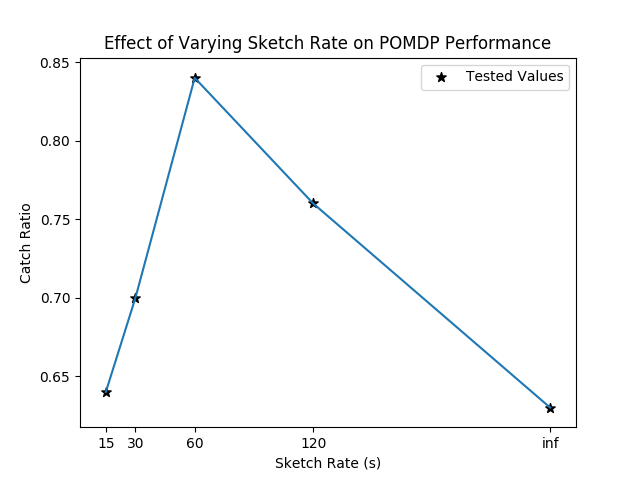 Effect of Varying Sketch Rate on POMDP Performance
Tested Values
0.85
0.80
0.75
0.70
0.65
Catch Ratio
15 30 60 120 inf
Sketch Rate (s)